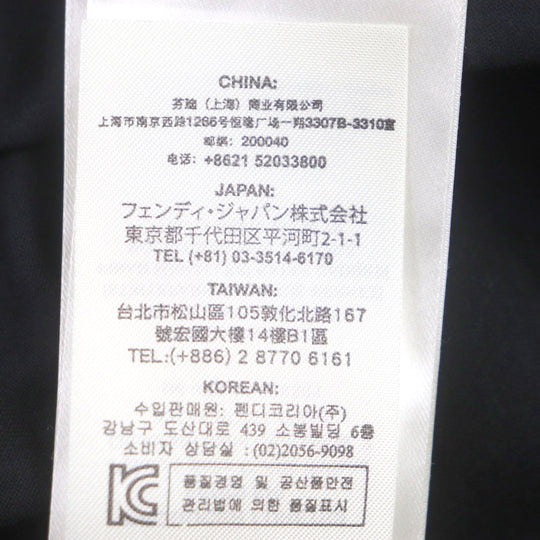 CHINA:
芬迪（上海）商业有限公司
上海市南京西路1266号恒隆广场一期3307B-3310室
邮编: 200040
电话: +8621 52033800
JAPAN:
フェンディ・ジャパン株式会社
東京都千代田区平河町2-1-1
TEL (+81) 03-3514-6170
TAIWAN:
台北市松山區105敦化北路167
號宏國大樓14樓B1區
TEL:(+886) 2 8770 6161
KOREAN:
수입판매원: 펜디코리아(주)
강남구 도산대로 439 소봉빌딩 6層
소비자 상담실 :(02)2056-9098
KC
품질경영 및 공산품안전
관리법에 의한 품질표시